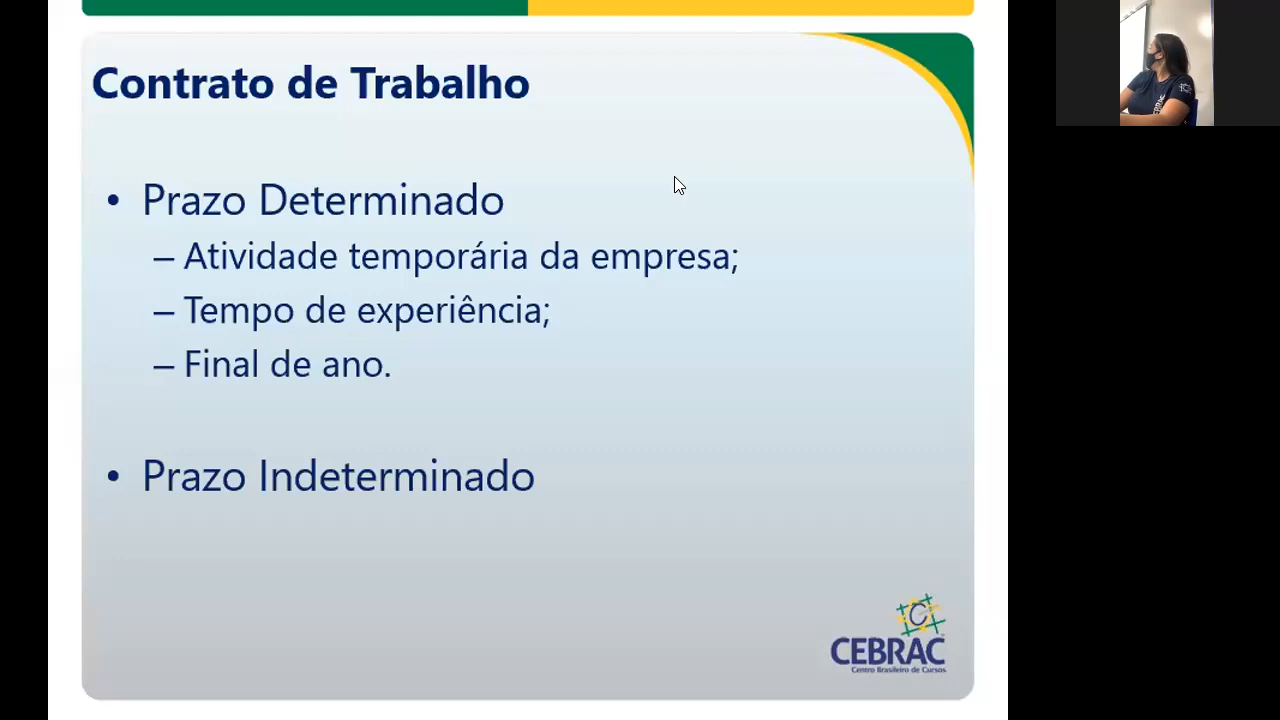 Contrato de Trabalho
• Prazo Determinado
– Atividade temporária da empresa;
– Tempo de experiência;
– Final de ano.
• Prazo Indeterminado
CEBRAC
Centro Brasileiro de Cursos
CEBRAC